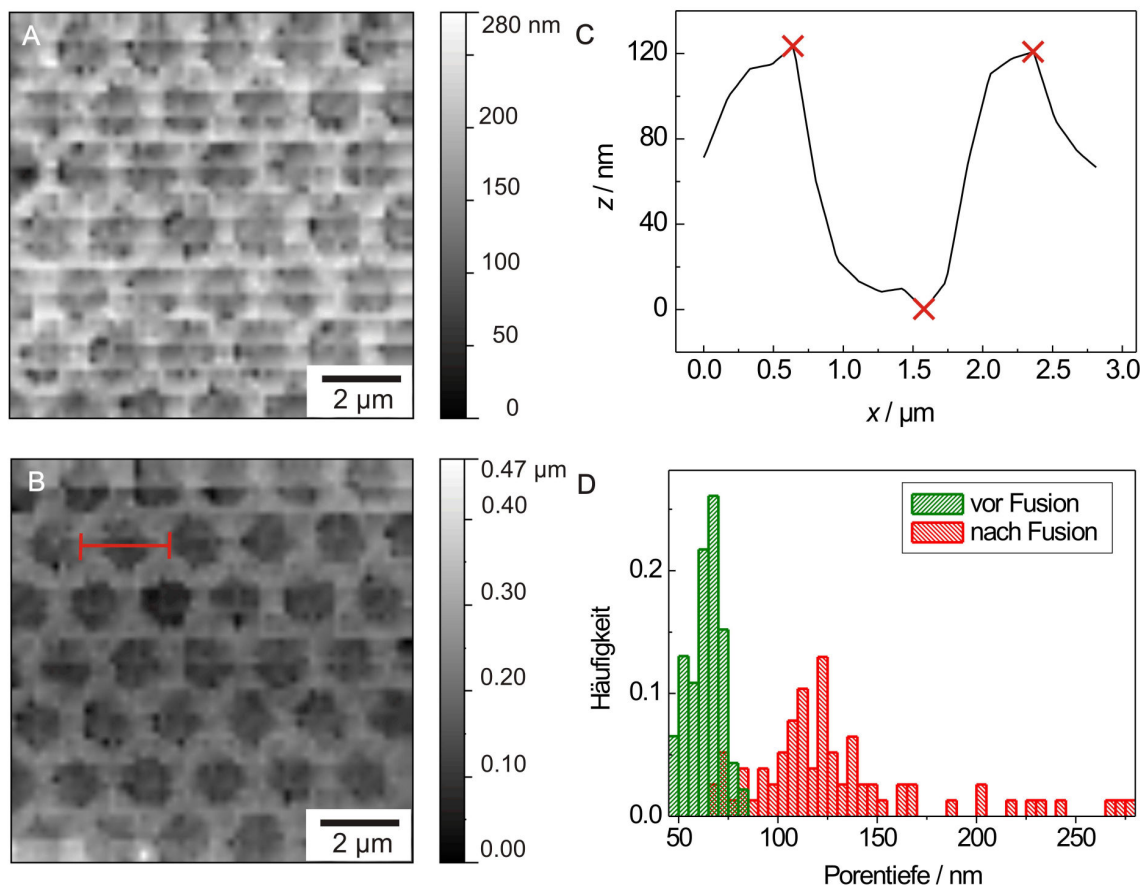 A
280 nm
200
150
100
50
0
2 µm
B
0.47 µm
0.40
0.30
0.20
0.10
0.00
2 µm
C
120
80
40
0
z / nm
0.0 0.5 1.0 1.5 2.0 2.5 3.0
x / µm
D
vor Fusion
nach Fusion
0.2
0.1
0.0
Häufigkeit
50 100 150 200 250
Porentiefe / nm